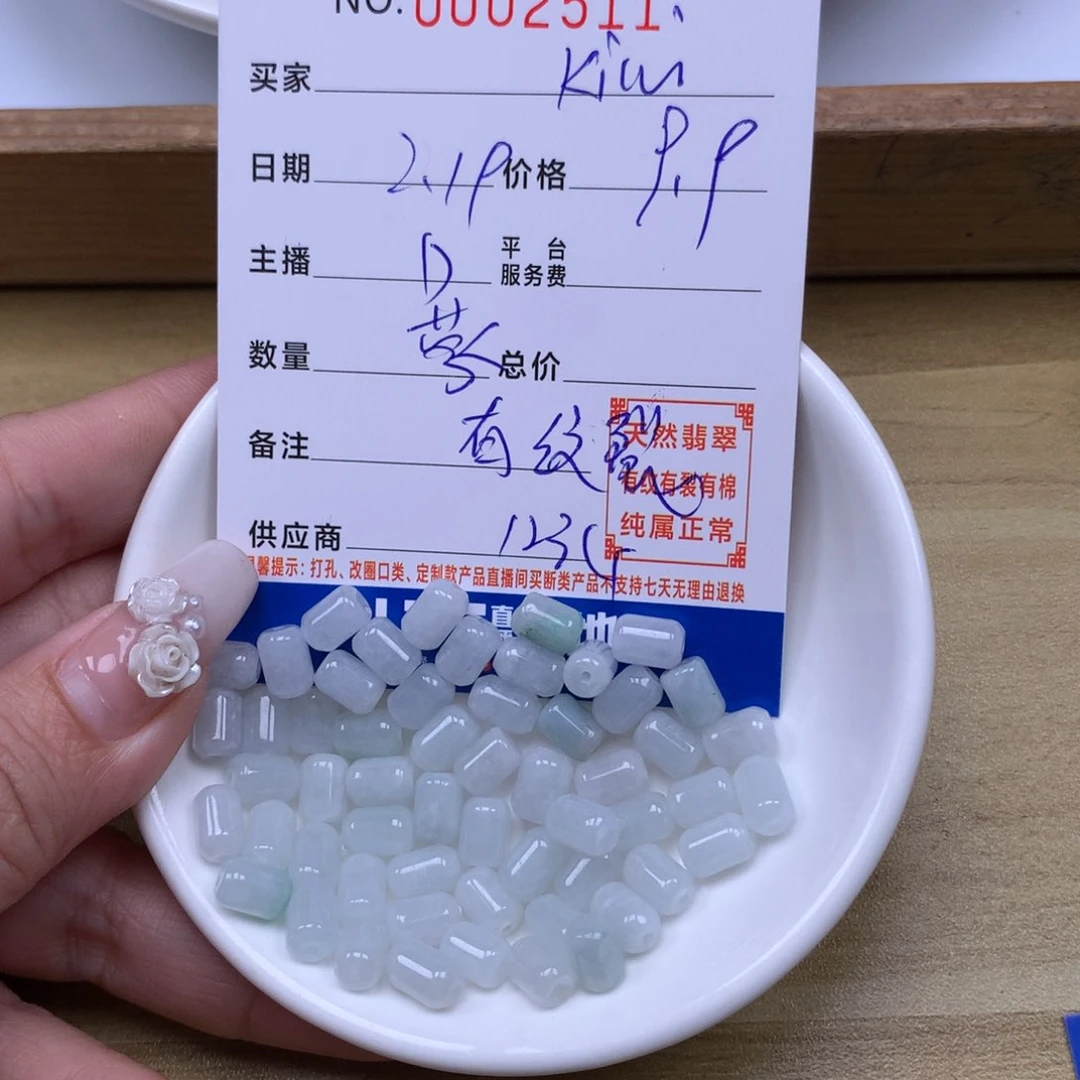 NO. 0002511
买家 Kiwi
日期 2.19 价格 9.9
主播 D 平台服务费
数量 总价
备注 有纹裂
天然翡翠
有纹有裂有棉
纯属正常
供应商
馨提示：打孔、改圈口类、定制款产品直播间买断类产品不支持七天无理由退换
真
也